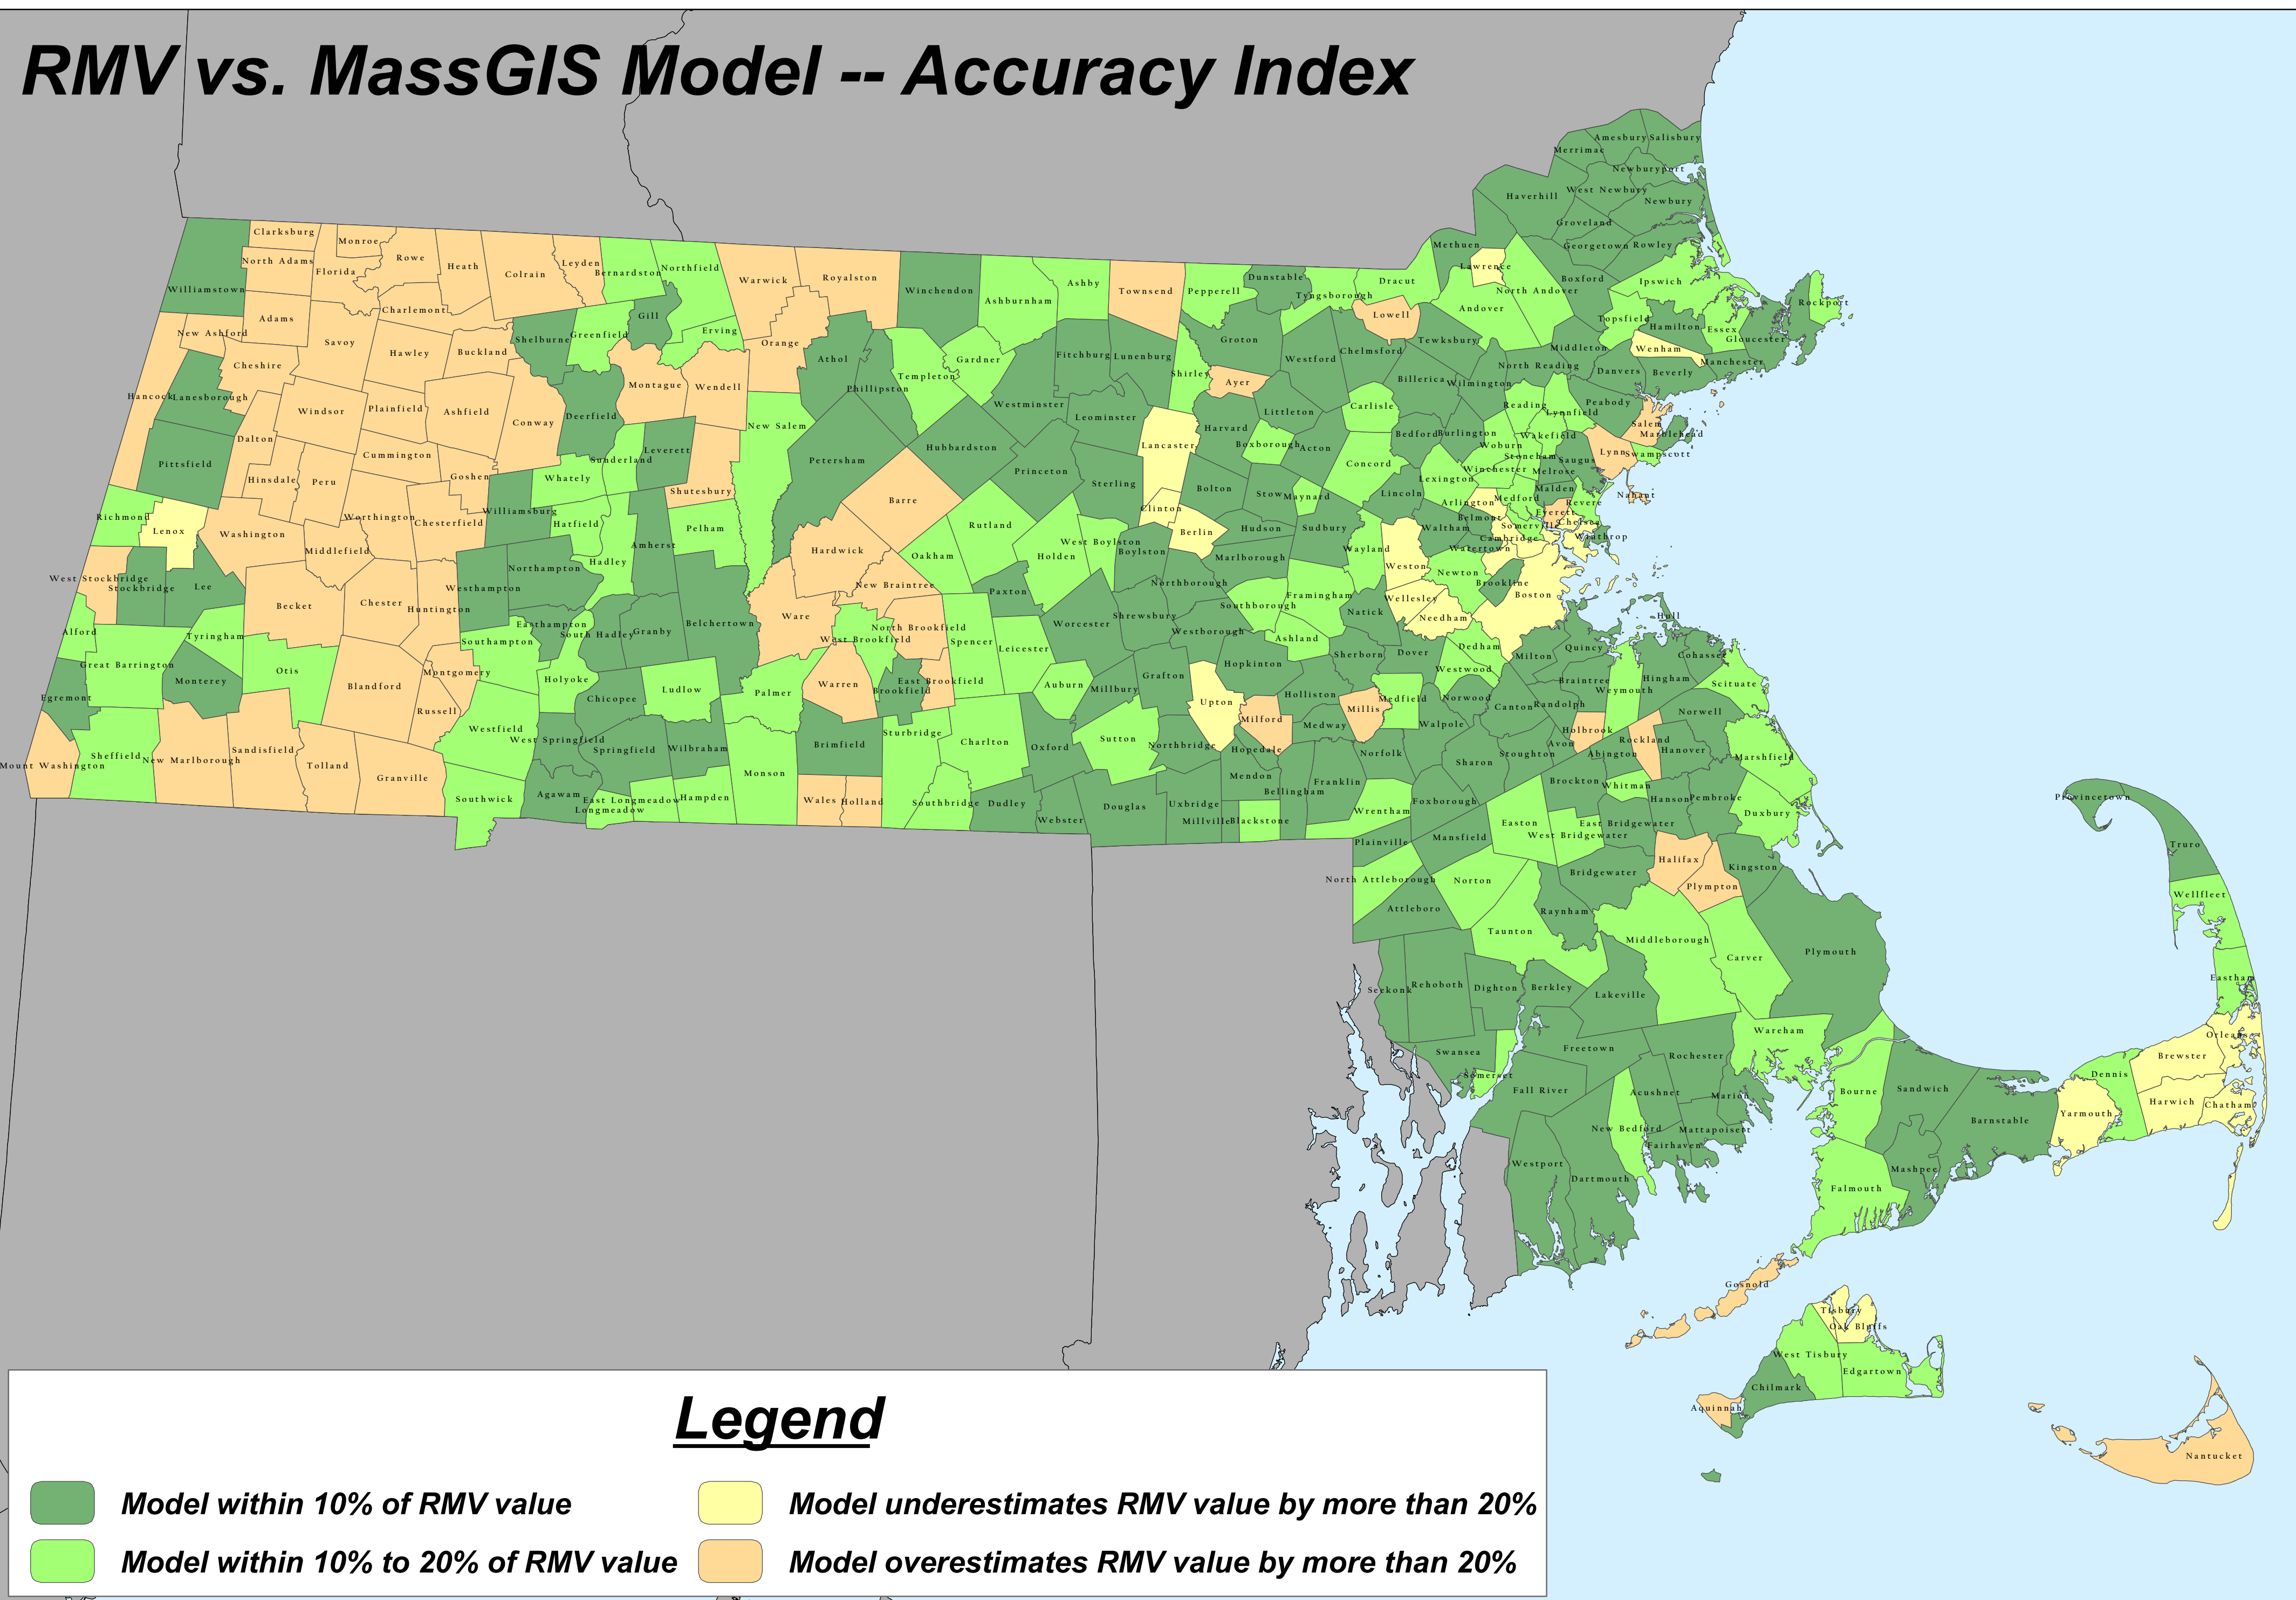 RMV vs. MassGIS Model -- Accuracy Index
Amesbury
Salisbury
Merrimac
Newburyport
West Newbury
Haverhill
Newbury
Groveland
Georgetown
Rowley
Methuen
Lawrence
Boxford
Ipswich
North Andover
Andover
Rockport
Topsfield
Hamilton
Essex
Gloucester
Wenham
Manchester
Middleton
Danvers
Beverly
Clarksburg
Monroe
North Adams
Florida
Rowe
Heath
Colrain
Leyden
Bernardston
Northfield
Warwick
Royalston
Winchendon
Ashburnham
Ashby
Townsend
Pepperell
Dunstable
Tyngsborough
Dracut
Lowell
Williamstown
Adams
Charlemont
New Ashford
Savoy
Hawley
Buckland
Shelburne
Greenfield
Gill
Erving
Orange
Athol
Phillipston
Templeton
Gardner
Westminster
Fitchburg
Lunenburg
Shirley
Groton
Ayer
Westford
Chelmsford
Tewksbury
Billerica
Wilmington
North Reading
Reading
Lynnfield
Peabody
Salem
Marblehead
Cheshire
Hancock
Lanesborough
Windsor
Plainfield
Ashfield
Conway
Deerfield
Montague
Wendell
New Salem
Petersham
Hubbardston
Leominster
Lancaster
Harvard
Littleton
Boxborough
Acton
Carlisle
Bedford
Burlington
Woburn
Wakefield
Stoneham
Saugus
Lynn
Swampscott
Nahant
Dalton
Pittsfield
Hinsdale
Peru
Cummington
Goshen
Whately
Sunderland
Leverett
Shutesbury
Barre
Princeton
Sterling
Bolton
Stow
Maynard
Concord
Lincoln
Lexington
Winchester
Melrose
Malden
Medford
Revere
Arlington
Everett
Chelsea
Belmont
Somerville
Cambridge
Winthrop
Richmond
Lenox
Washington
Middlefield
Worthington
Chesterfield
Williamsburg
Hatfield
Amherst
Pelham
Hardwick
Oakham
Rutland
Holden
West Boylston
Boylston
Clinton
Berlin
Hudson
Marlborough
Sudbury
Wayland
Weston
Waltham
Watertown
Newton
Brookline
Boston
Hull
West Stockbridge
Stockbridge
Lee
Becket
Chester
Huntington
Westhampton
Northampton
Hadley
Easthampton
South Hadley
Granby
Belchertown
Ware
New Braintree
West Brookfield
North Brookfield
Spencer
Leicester
Paxton
Worcester
Shrewsbury
Northborough
Westborough
Southborough
Framingham
Ashland
Natick
Wellesley
Needham
Dedham
Milton
Quincy
Cohasset
Hingham
Alford
Tyringham
Great Barrington
Monterey
Otis
Blandford
Montgomery
Russell
Southampton
Holyoke
Chicopee
Ludlow
Palmer
Warren
Brookfield
East Brookfield
Auburn
Millbury
Grafton
Upton
Hopkinton
Sherborn
Dover
Westwood
Holliston
Medfield
Norwood
Canton
Randolph
Braintree
Weymouth
Scituate
Norwell
Egremont
Mount Washington
Sheffield
New Marlborough
Sandisfield
Tolland
Granville
Westfield
West Springfield
Springfield
Wilbraham
Monson
Brimfield
Sturbridge
Charlton
Oxford
Sutton
Northbridge
Milford
Hopedale
Medway
Millis
Norfolk
Walpole
Sharon
Stoughton
Avon
Holbrook
Abington
Rockland
Hanover
Marshfield
Southwick
Agawam
Longmeadow
East Longmeadow
Hampden
Wales
Holland
Southbridge
Dudley
Webster
Douglas
Uxbridge
Millville
Blackstone
Mendon
Bellingham
Franklin
Wrentham
Foxborough
Brockton
Whitman
Hanson
Pembroke
Duxbury
Easton
West Bridgewater
East Bridgewater
Plainville
Mansfield
Bridgewater
Halifax
Plympton
Kingston
North Attleborough
Norton
Attleboro
Raynham
Taunton
Middleborough
Carver
Plymouth
Provincetown
Truro
Wellfleet
Eastham
Seekonk
Rehoboth
Dighton
Berkley
Lakeville
Wareham
Orleans
Brewster
Dennis
Swansea
Somerset
Freetown
Rochester
Fall River
Acushnet
Marion
Bourne
Sandwich
Barnstable
Yarmouth
Harwich
Chatham
New Bedford
Mattapoisett
Fairhaven
Westport
Dartmouth
Mashpee
Falmouth
Gosnold
Tisbury
Oak Bluffs
West Tisbury
Edgartown
Chilmark
Aquinnah
Nantucket
Legend
Model within 10% of RMV value
Model underestimates RMV value by more than 20%
Model within 10% to 20% of RMV value
Model overestimates RMV value by more than 20%